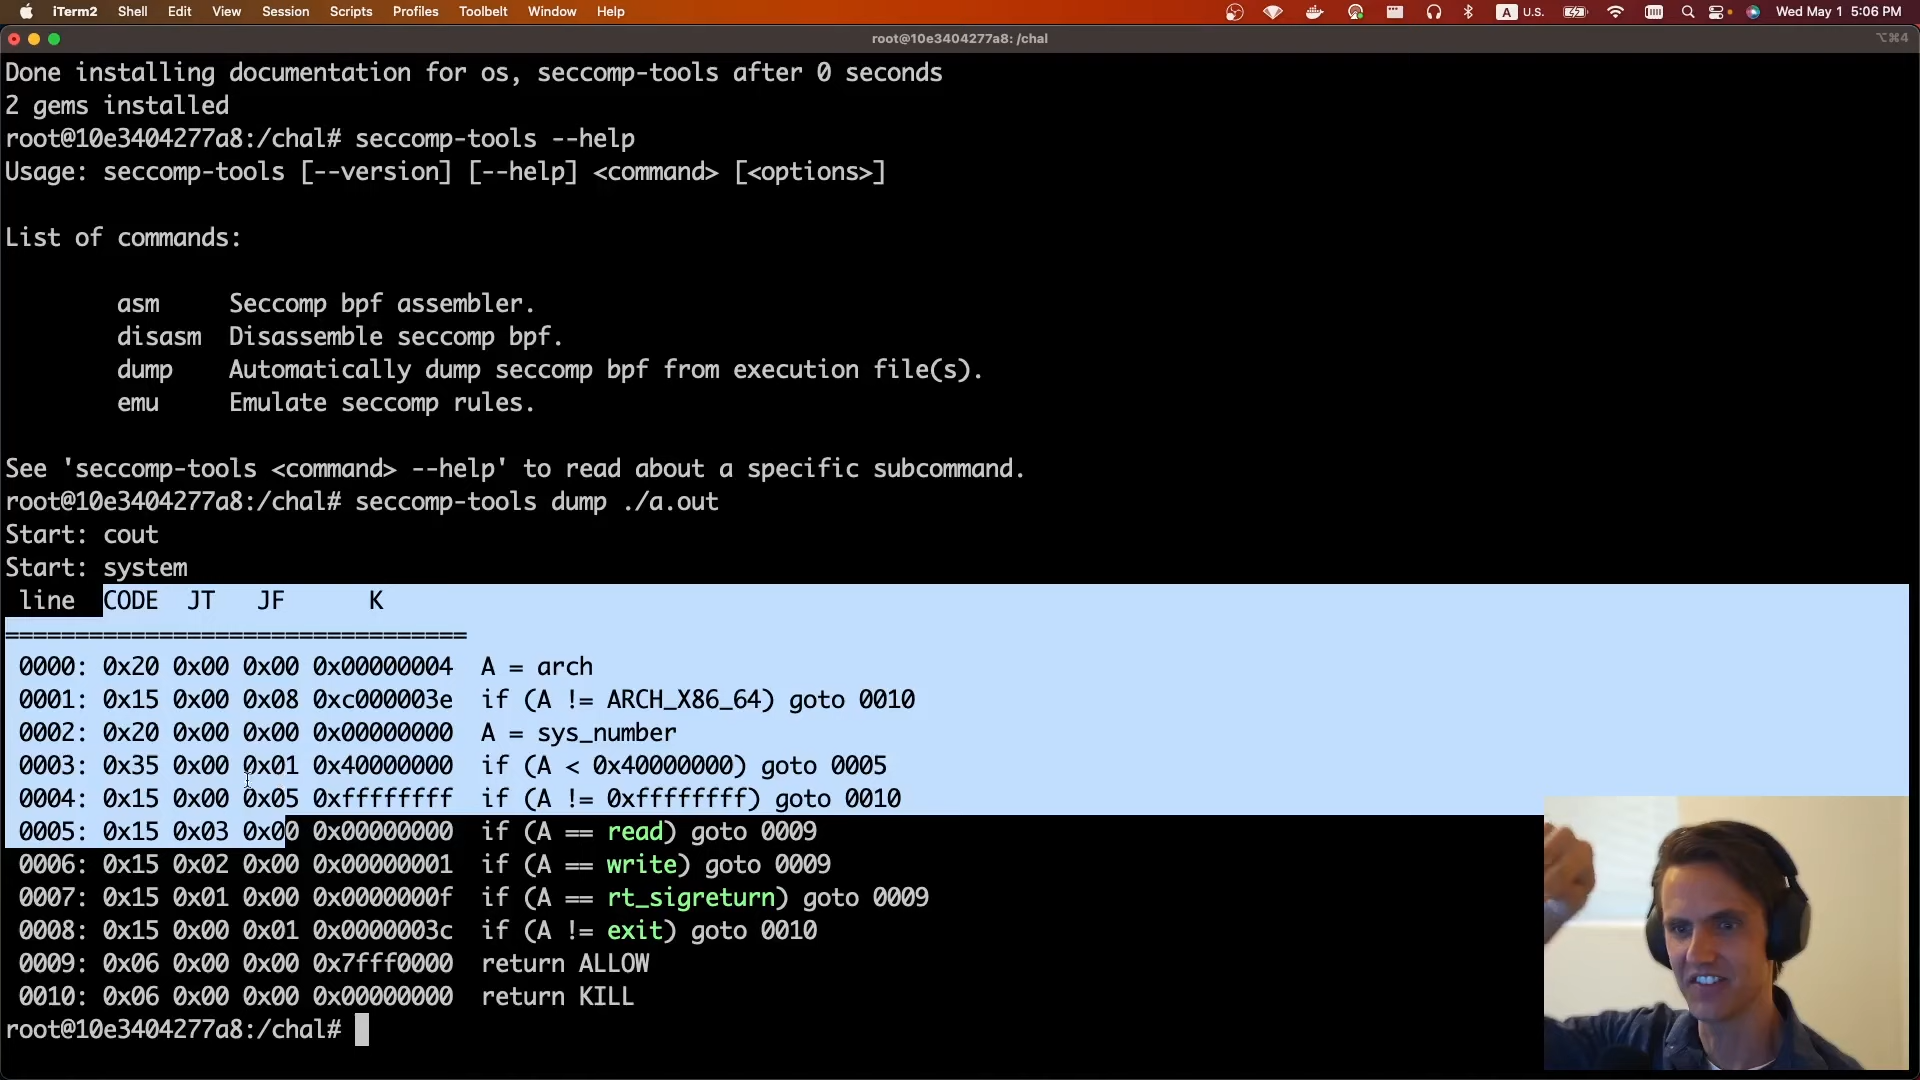 iTerm2 Shell Edit View Session Scripts Profiles Toolbelt Window Help A U.S. Wed May 1 5:06 PM
root@10e3404277a8: /chal ⌥⌘4
Done installing documentation for os, seccomp-tools after 0 seconds
2 gems installed
root@10e3404277a8:/chal# seccomp-tools --help
Usage: seccomp-tools [--version] [--help] <command> [<options>]
List of commands:
asm Seccomp bpf assembler.
disasm Disassemble seccomp bpf.
dump Automatically dump seccomp bpf from execution file(s).
emu Emulate seccomp rules.
See 'seccomp-tools <command> --help' to read about a specific subcommand.
root@10e3404277a8:/chal# seccomp-tools dump ./a.out
Start: cout
Start: system
line CODE JT JF K
=================================
0000: 0x20 0x00 0x00 0x00000004 A = arch
0001: 0x15 0x00 0x08 0xc000003e if (A != ARCH_X86_64) goto 0010
0002: 0x20 0x00 0x00 0x00000000 A = sys_number
0003: 0x35 0x00 0x01 0x40000000 if (A < 0x40000000) goto 0005
0004: 0x15 0x00 0x05 0xffffffff if (A != 0xffffffff) goto 0010
0005: 0x15 0x03 0x00 0x00000000 if (A == read) goto 0009
0006: 0x15 0x02 0x00 0x00000001 if (A == write) goto 0009
0007: 0x15 0x01 0x00 0x0000000f if (A == rt_sigreturn) goto 0009
0008: 0x15 0x00 0x01 0x0000003c if (A != exit) goto 0010
0009: 0x06 0x00 0x00 0x7fff0000 return ALLOW
0010: 0x06 0x00 0x00 0x00000000 return KILL
root@10e3404277a8:/chal#